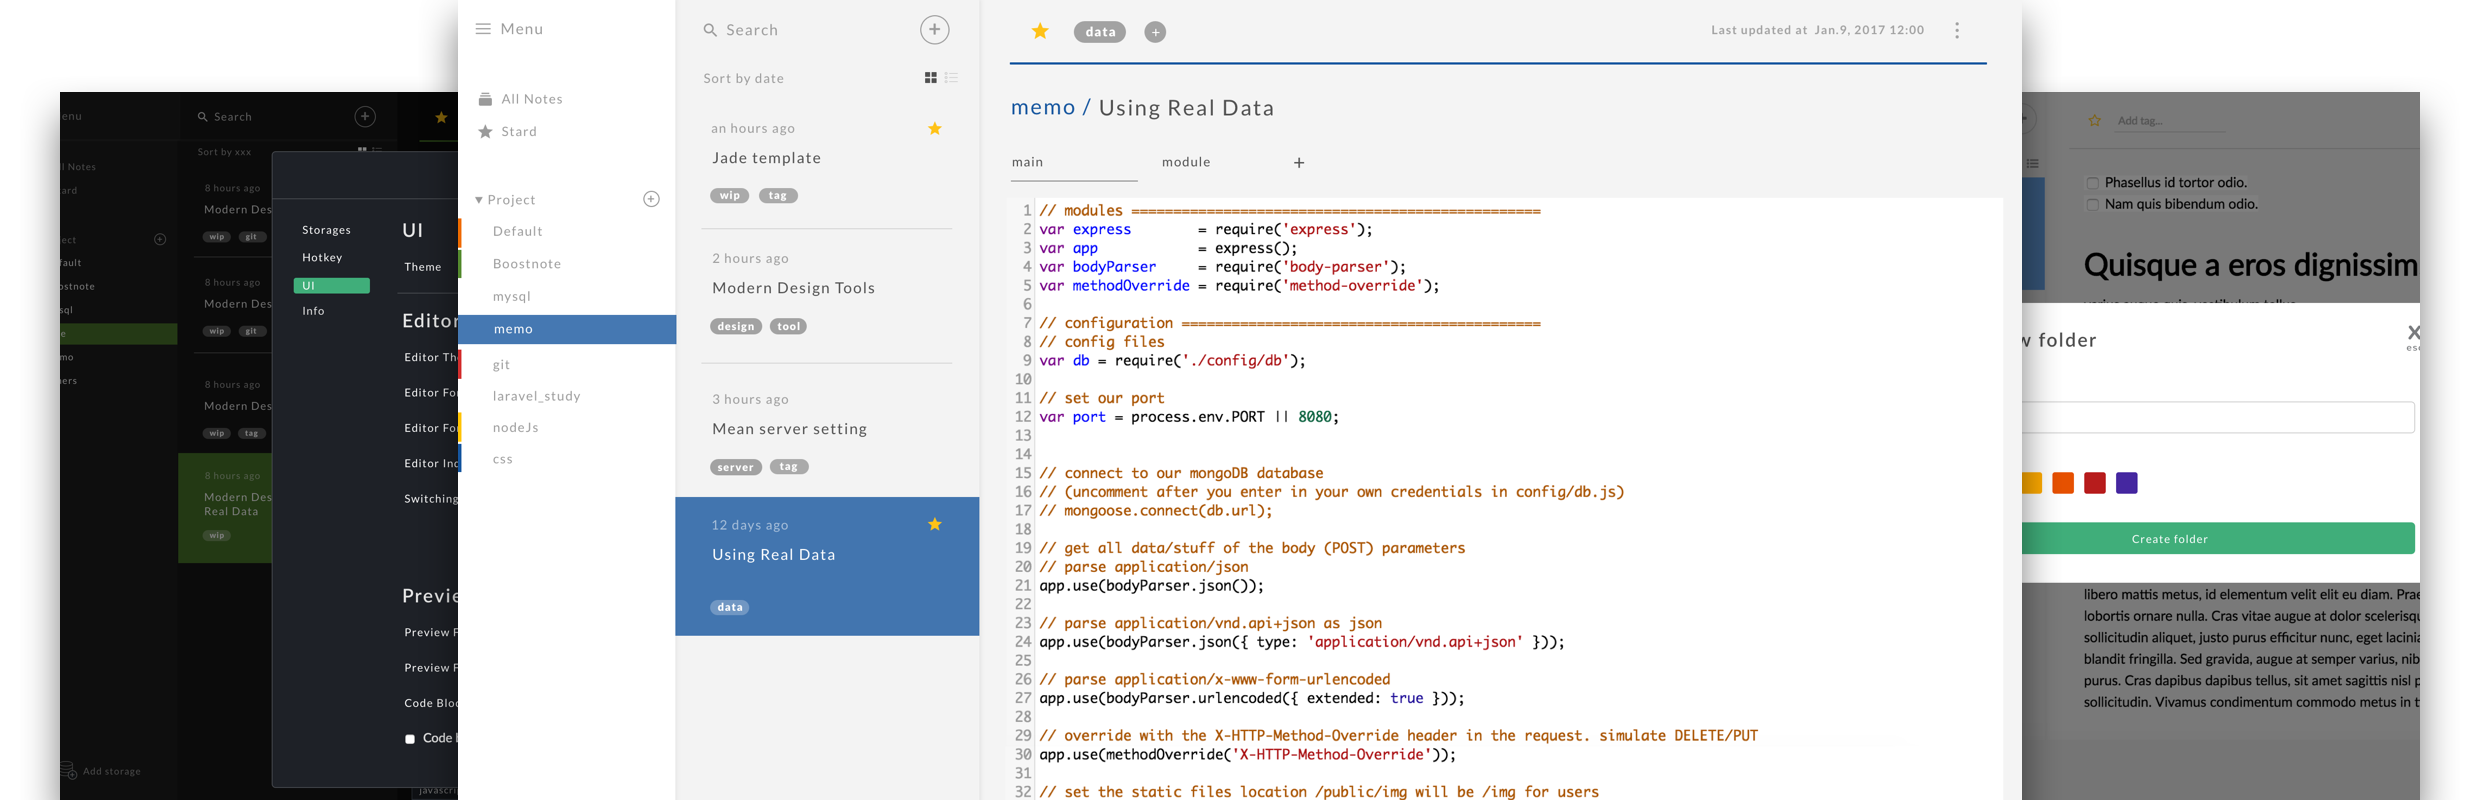 Menu
All Notes
Stard
Project
Default
Boostnote
mysql
memo
git
laravel_study
nodeJs
css
Search
Sort by date
an hours ago
Jade template
wip tag
2 hours ago
Modern Design Tools
design tool
3 hours ago
Mean server setting
server tag
12 days ago
Using Real Data
data
data
Last updated at Jan.9, 2017 12:00
memo / Using Real Data
main module +
1 // modules =================================================
2 var express        = require('express');
3 var app            = express();
4 var bodyParser     = require('body-parser');
5 var methodOverride = require('method-override');
6
7 // configuration ===========================================
8 // config files
9 var db = require('./config/db');
10
11 // set our port
12 var port = process.env.PORT || 8080;
13
14
15 // connect to our mongoDB database
16 // (uncomment after you enter in your own credentials in config/db.js)
17 // mongoose.connect(db.url);
18
19 // get all data/stuff of the body (POST) parameters
20 // parse application/json
21 app.use(bodyParser.json());
22
23 // parse application/vnd.api+json as json
24 app.use(bodyParser.json({ type: 'application/vnd.api+json' }));
25
26 // parse application/x-www-form-urlencoded
27 app.use(bodyParser.urlencoded({ extended: true }));
28
29 // override with the X-HTTP-Method-Override header in the request. simulate DELETE/PUT
30 app.use(methodOverride('X-HTTP-Method-Override'));
31
32 // set the static files location /public/img will be /img for users
enu
ll Notes
tard
ject
fault
ostnote
sql
e
mo
hers
Add storage
Search
Sort by xxx
8 hours ago
Modern Des
wip git
8 hours ago
Modern Des
wip git
8 hours ago
Modern Des
wip tag
8 hours ago
Modern Des
Real Data
wip
Storages
Hotkey
UI
Info
UI
Theme
Editor
Editor Th
Editor Fo
Editor Fo
Editor Ind
Switching
Previe
Preview F
Preview F
Code Bloc
Code b
javascri
Add tag...
Phasellus id tortor odio.
Nam quis bibendum odio.
Quisque a eros dignissim
w folder
X
esc
Create folder
libero mattis metus, id elementum velit elit eu diam. Prae
lobortis ornare nulla. Cras vitae augue at dolor scelerisqu
sollicitudin aliquet, justo purus efficitur nunc, eget lacinia
blandit fringilla. Sed gravida, augue at semper varius, nib
purus. Cras dapibus dapibus tellus, sit amet sagittis nisl p
sollicitudin. Vivamus condimentum commodo metus in t